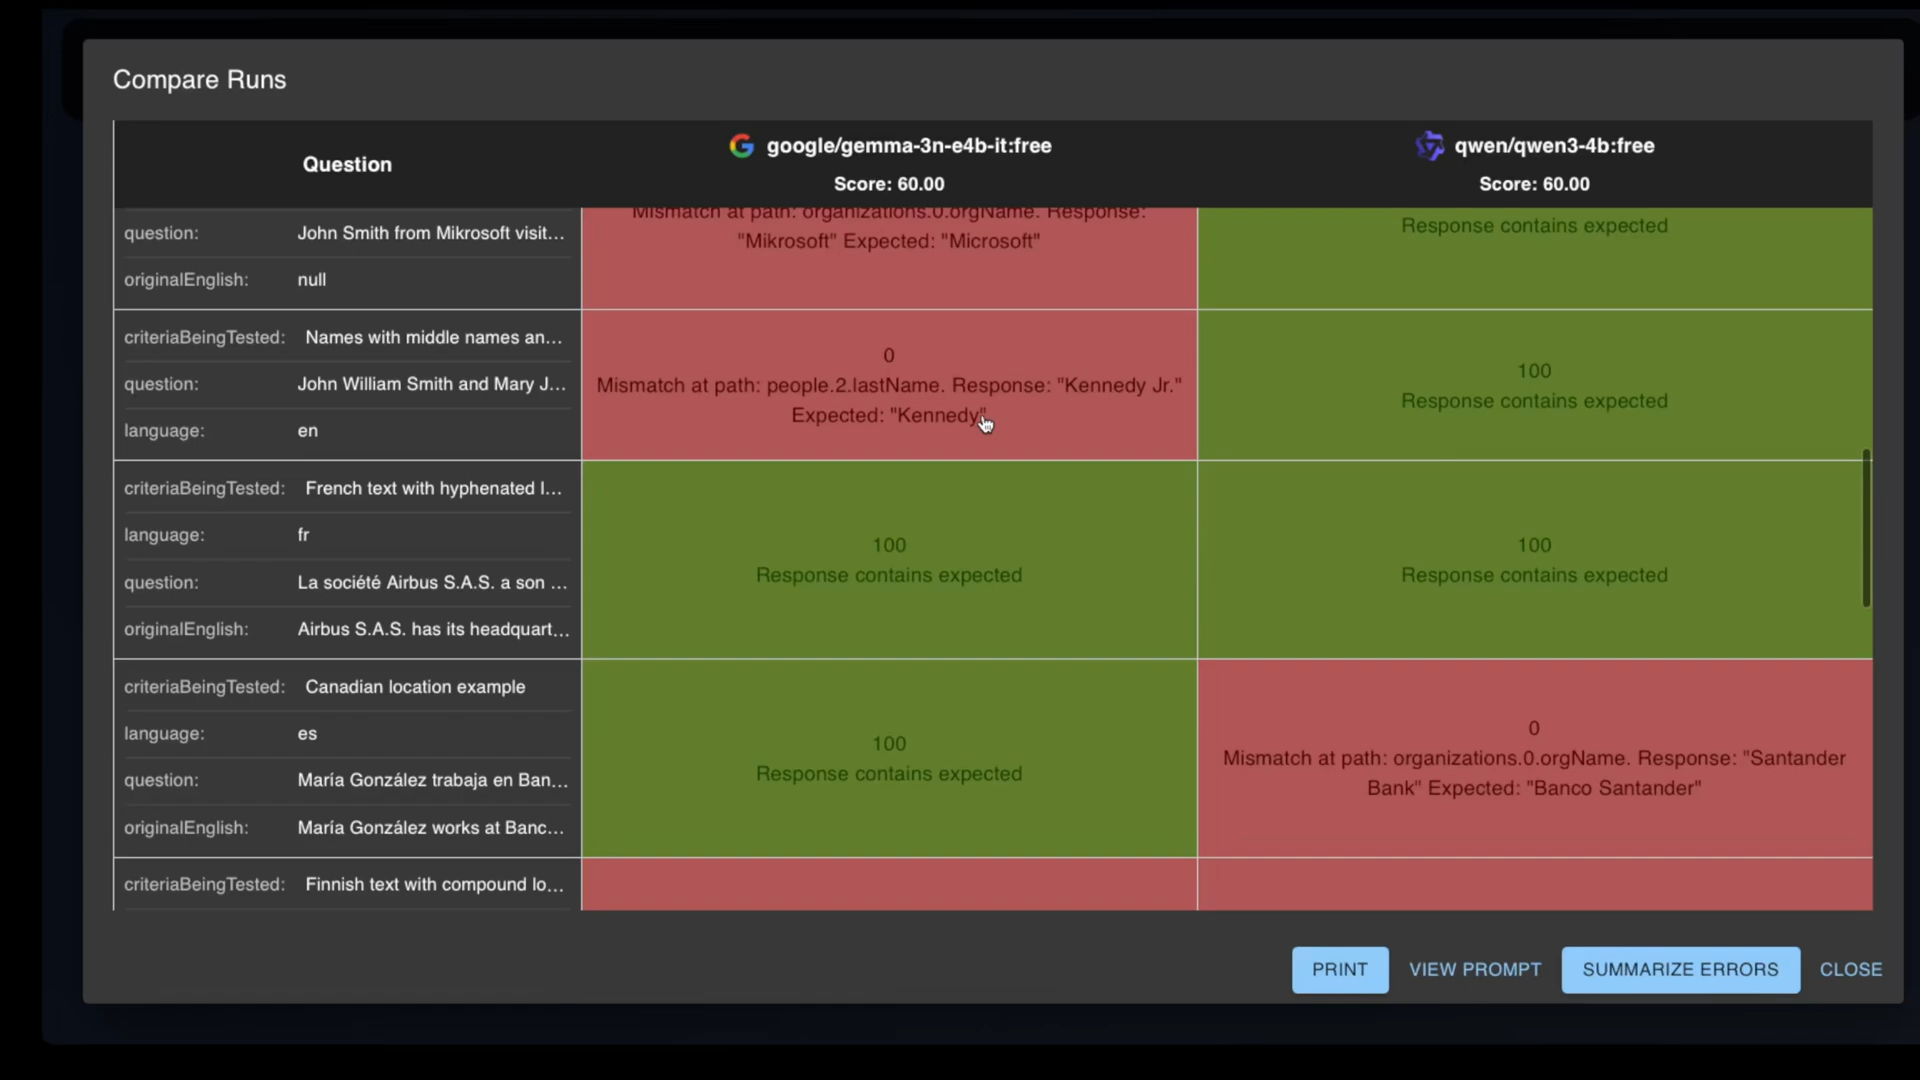 Compare Runs
Question
google/gemma-3n-e4b-it:free
Score: 60.00
qwen/qwen3-4b:free
Score: 60.00
question: John Smith from Mikrosoft visit...
originalEnglish: null
Mismatch at path: organizations.0.orgName. Response:
"Mikrosoft" Expected: "Microsoft"
Response contains expected
criteriaBeingTested: Names with middle names an...
question: John William Smith and Mary J...
language: en
0
Mismatch at path: people.2.lastName. Response: "Kennedy Jr."
Expected: "Kennedy"
100
Response contains expected
criteriaBeingTested: French text with hyphenated l...
language: fr
question: La société Airbus S.A.S. a son ...
originalEnglish: Airbus S.A.S. has its headquart...
100
Response contains expected
100
Response contains expected
criteriaBeingTested: Canadian location example
language: es
question: María González trabaja en Ban...
originalEnglish: María González works at Banc...
100
Response contains expected
0
Mismatch at path: organizations.0.orgName. Response: "Santander
Bank" Expected: "Banco Santander"
criteriaBeingTested: Finnish text with compound lo...
PRINT
VIEW PROMPT
SUMMARIZE ERRORS
CLOSE